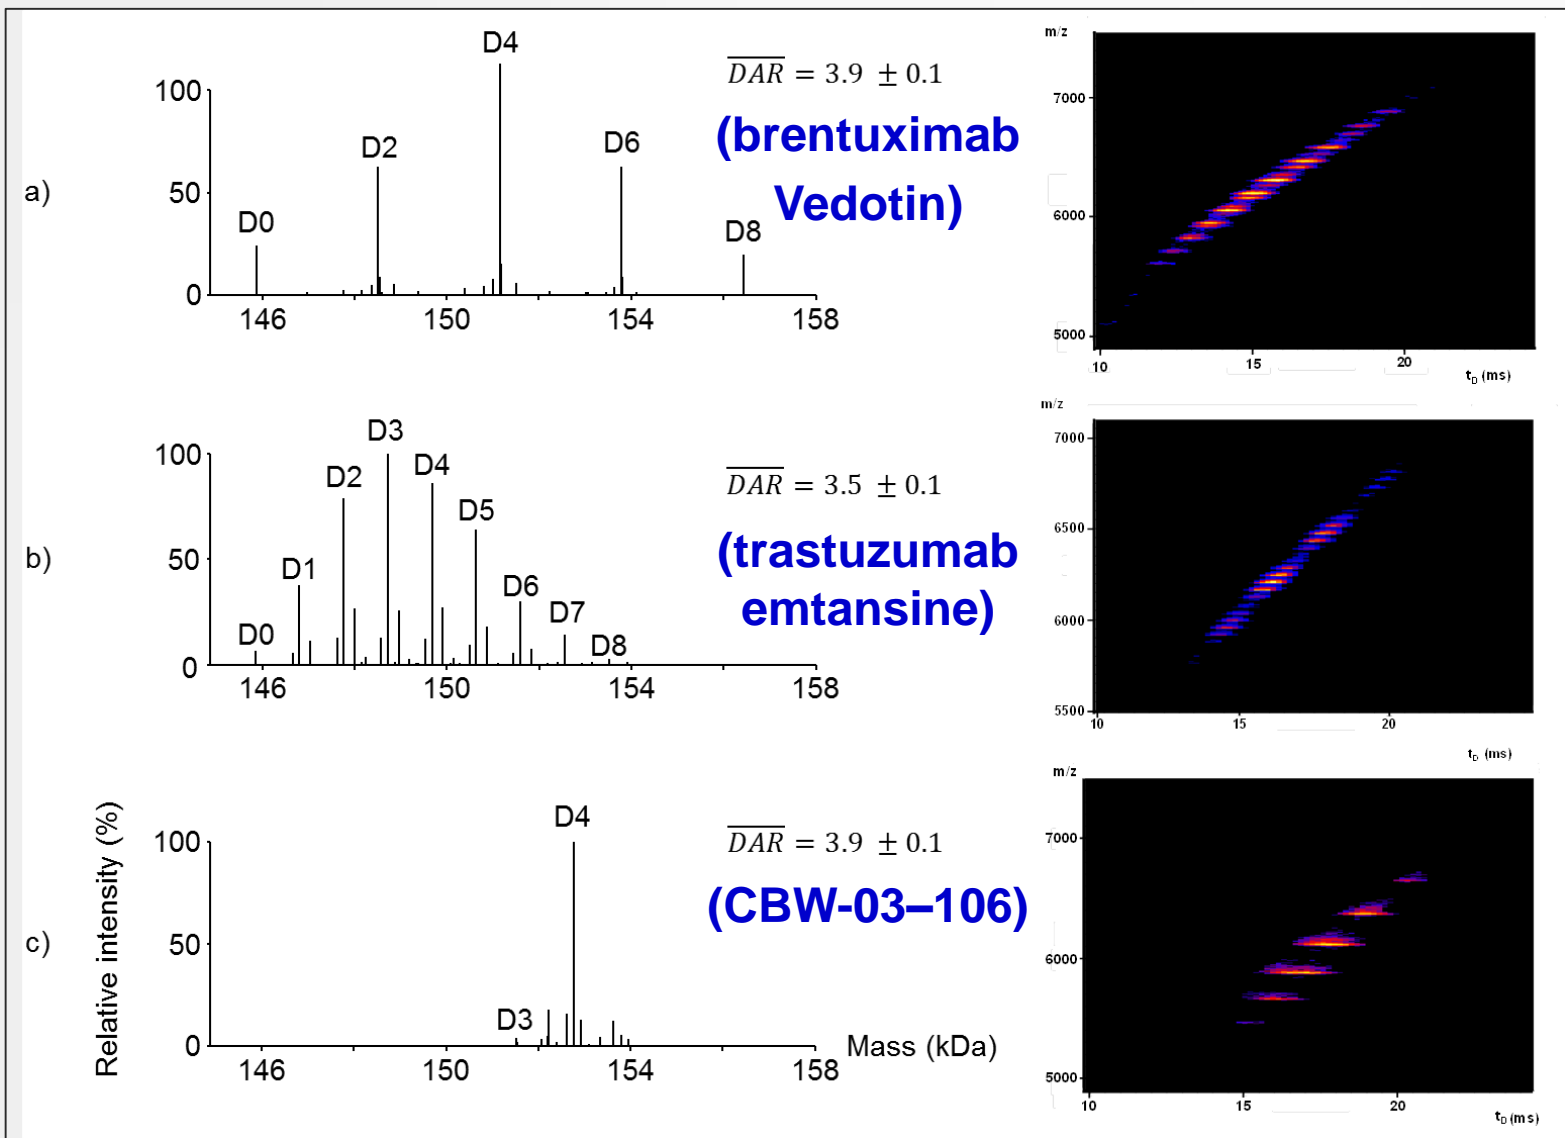 a)
100
50
0
D0
D2
D4
D6
D8
146
150
154
158
DAR = 3.9 ± 0.1
(brentuximab
Vedotin)
m/z
7000
6000
5000
10
15
20
tD (ms)
b)
100
50
0
D0
D1
D2
D3
D4
D5
D6
D7
D8
146
150
154
158
DAR = 3.5 ± 0.1
(trastuzumab
emtansine)
m/z
7000
6500
6000
5500
10
15
20
tD (ms)
c)
Relative intensity (%)
100
50
0
D3
D4
146
150
154
158
Mass (kDa)
DAR = 3.9 ± 0.1
(CBW-03–106)
m/z
7000
6000
5000
10
15
20
tD (ms)